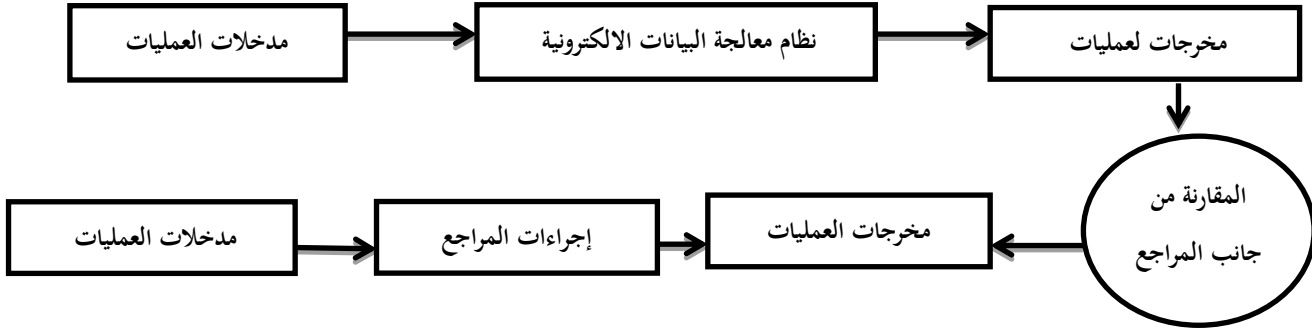 مدخلات العمليات
نظام معالجة البيانات الالكترونية
مخرجات لعمليات
المقارنة من
جانب المراجع
مدخلات العمليات
إجراءات المراجع
مخرجات العمليات